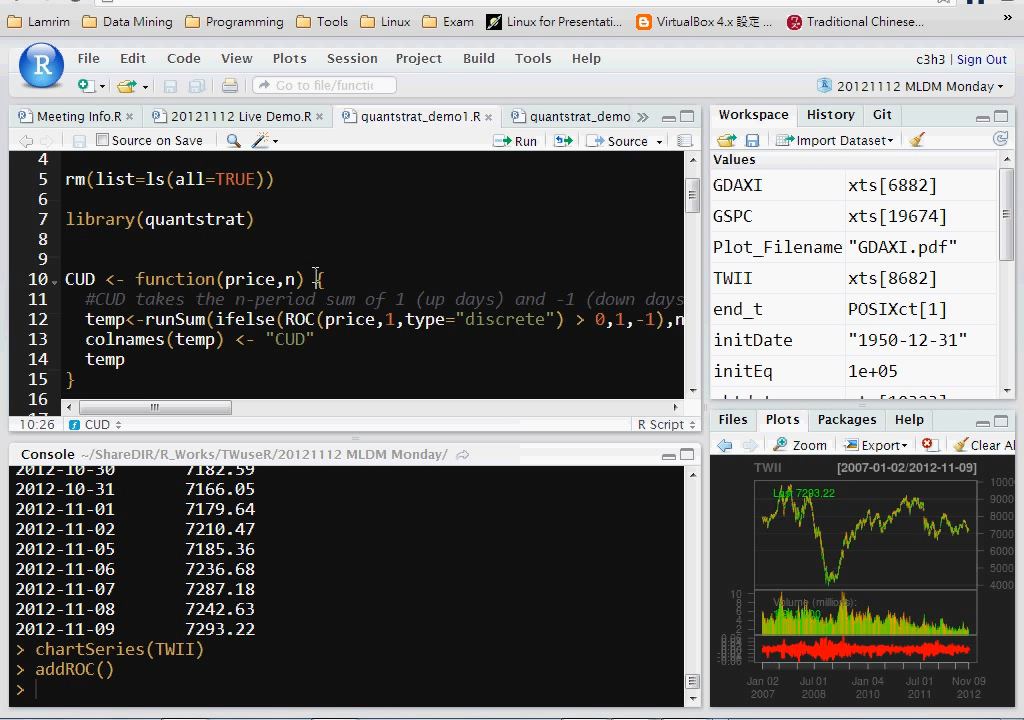 Lamrim Data Mining Programming Tools Linux Exam Linux for Presentati... VirtualBox 4.x 設定 ... Traditional Chinese... »
R File Edit Code View Plots Session Project Build Tools Help c3h3 | Sign Out
Go to file/functio 20121112 MLDM Monday
Meeting Info.R × 20121112 Live Demo.R × quantstrat_demo1.R × quantstrat_demo »
Source on Save Run Source
4
5 rm(list=ls(all=TRUE))
6
7 library(quantstrat)
8
9
10 CUD <- function(price,n) {
11 #CUD takes the n-period sum of 1 (up days) and -1 (down days
12 temp<-runSum(ifelse(ROC(price,1,type="discrete") > 0,1,-1),n
13 colnames(temp) <- "CUD"
14 temp
15 }
16
10:26 CUD R Script
Console ~/ShareDIR/R_Works/TWuseR/20121112 MLDM Monday/
2012-10-30 7182.59
2012-10-31 7166.05
2012-11-01 7179.64
2012-11-02 7210.47
2012-11-05 7185.36
2012-11-06 7236.68
2012-11-07 7287.18
2012-11-08 7242.63
2012-11-09 7293.22
> chartSeries(TWII)
> addROC()
>
Workspace History Git
Import Dataset
Values
GDAXI xts[6882]
GSPC xts[19674]
Plot_Filename "GDAXI.pdf"
TWII xts[8682]
end_t POSIXct[1]
initDate "1950-12-31"
initEq 1e+05
Files Plots Packages Help
Zoom Export Clear Al
TWII [2007-01-02/2012-11-09]
Last 7293.22
10000
9000
8000
7000
6000
5000
4000
Volume (millions):
10
8
6
4
2
Jan 02 2007 Jul 01 2008 Jan 04 2010 Jul 01 2011 Nov 09 2012